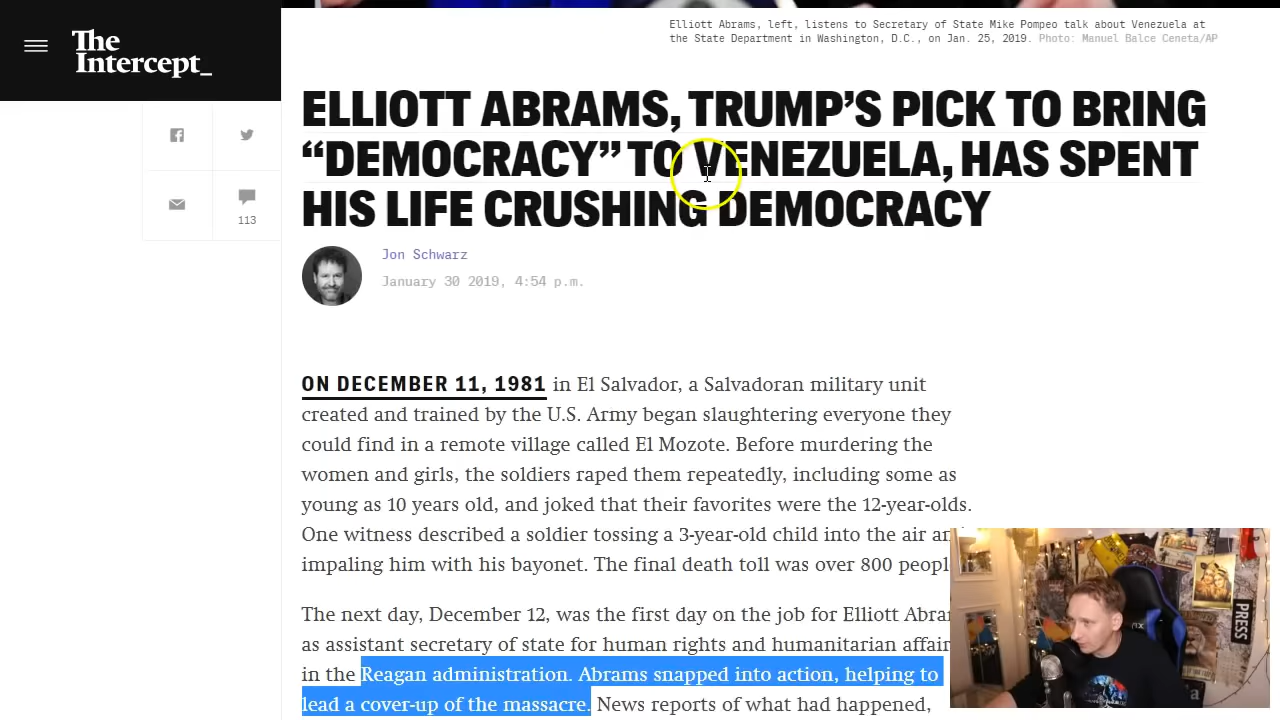 Elliott Abrams, left, listens to Secretary of State Mike Pompeo talk about Venezuela at
the State Department in Washington, D.C., on Jan. 25, 2019. Photo: Manuel Balce Ceneta/AP
The
Intercept_
ELLIOTT ABRAMS, TRUMP’S PICK TO BRING
“DEMOCRACY” TO VENEZUELA, HAS SPENT
HIS LIFE CRUSHING DEMOCRACY
113
Jon Schwarz
January 30 2019, 4:54 p.m.
ON DECEMBER 11, 1981 in El Salvador, a Salvadoran military unit
created and trained by the U.S. Army began slaughtering everyone they
could find in a remote village called El Mozote. Before murdering the
women and girls, the soldiers raped them repeatedly, including some as
young as 10 years old, and joked that their favorites were the 12-year-olds.
One witness described a soldier tossing a 3-year-old child into the air an
impaling him with his bayonet. The final death toll was over 800 peopl
The next day, December 12, was the first day on the job for Elliott Abra
as assistant secretary of state for human rights and humanitarian affair
in the Reagan administration. Abrams snapped into action, helping to
lead a cover-up of the massacre. News reports of what had happened,
PRESS